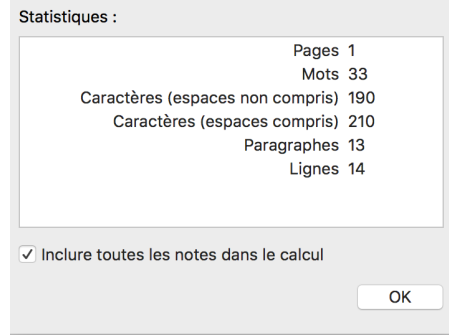 Statistiques :
Pages 1
Mots 33
Caractères (espaces non compris) 190
Caractères (espaces compris) 210
Paragraphes 13
Lignes 14
Inclure toutes les notes dans le calcul
OK